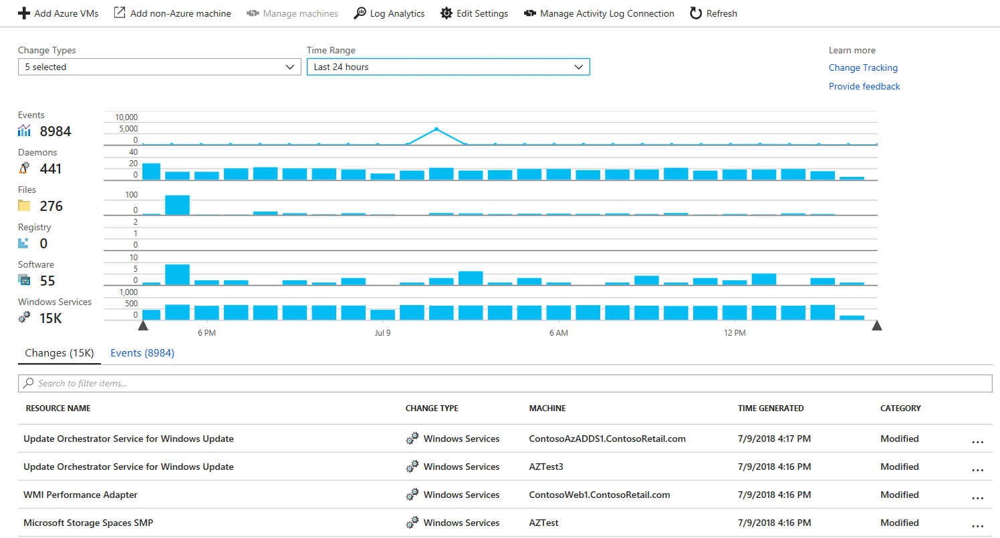 Add Azure VMs Add non-Azure machine Manage machines Log Analytics Edit Settings Manage Activity Log Connection Refresh
Change Types Time Range Learn more
5 selected Last 24 hours Change Tracking
Provide feedback
Events
8984
10,000
5,000
0
Daemons
441
40
20
0
Files
276
100
0
Registry
0
2
1
0
Software
55
10
5
0
Windows Services
15K
1,000
500
0
6 PM Jul 9 6 AM 12 PM
Changes (15K) Events (8984)
Search to filter items...
RESOURCE NAME CHANGE TYPE MACHINE TIME GENERATED CATEGORY
Update Orchestrator Service for Windows Update Windows Services ContosoAzADDS1.ContosoRetail.com 7/9/2018 4:17 PM Modified ...
Update Orchestrator Service for Windows Update Windows Services AZTest3 7/9/2018 4:16 PM Modified ...
WMI Performance Adapter Windows Services ContosoWeb1.ContosoRetail.com 7/9/2018 4:16 PM Modified ...
Microsoft Storage Spaces SMP Windows Services AZTest 7/9/2018 4:16 PM Modified ...